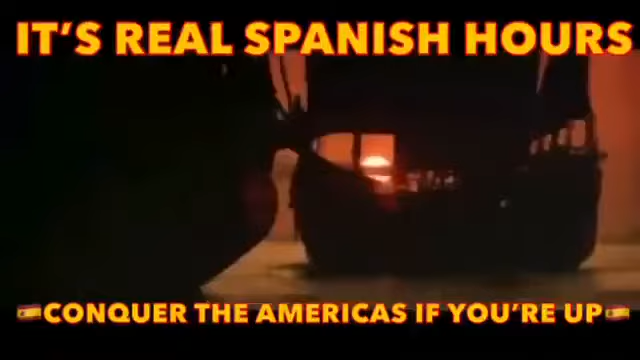 IT’S REAL SPANISH HOURS
🇪🇸CONQUER THE AMERICAS IF YOU’RE UP🇪🇸